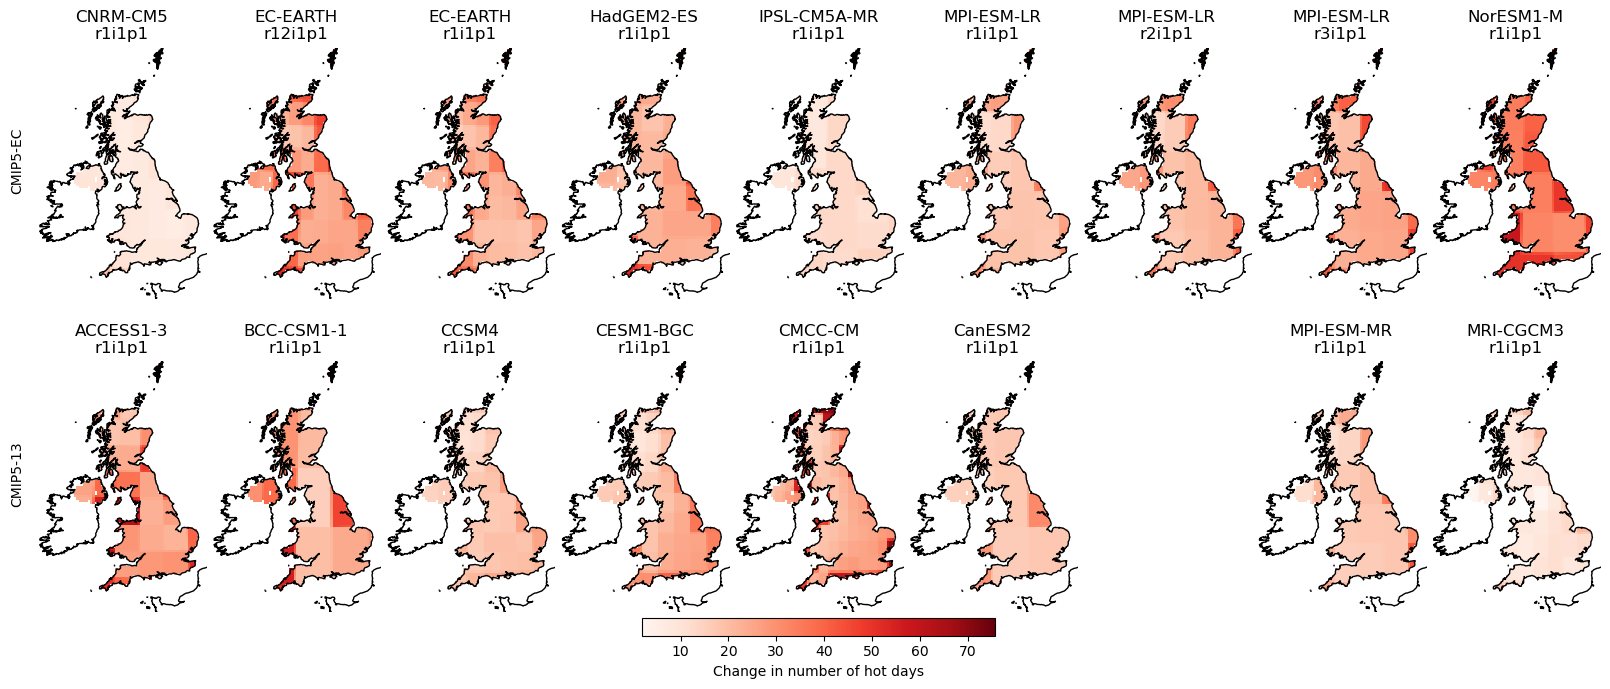 CNRM-CM5
r1i1p1
EC-EARTH
r12i1p1
EC-EARTH
r1i1p1
HadGEM2-ES
r1i1p1
IPSL-CM5A-MR
r1i1p1
MPI-ESM-LR
r1i1p1
MPI-ESM-LR
r2i1p1
MPI-ESM-LR
r3i1p1
NorESM1-M
r1i1p1
CMIP5-EC
ACCESS1-3
r1i1p1
BCC-CSM1-1
r1i1p1
CCSM4
r1i1p1
CESM1-BGC
r1i1p1
CMCC-CM
r1i1p1
CanESM2
r1i1p1
MPI-ESM-MR
r1i1p1
MRI-CGCM3
r1i1p1
CMIP5-13
10 20 30 40 50 60 70
Change in number of hot days